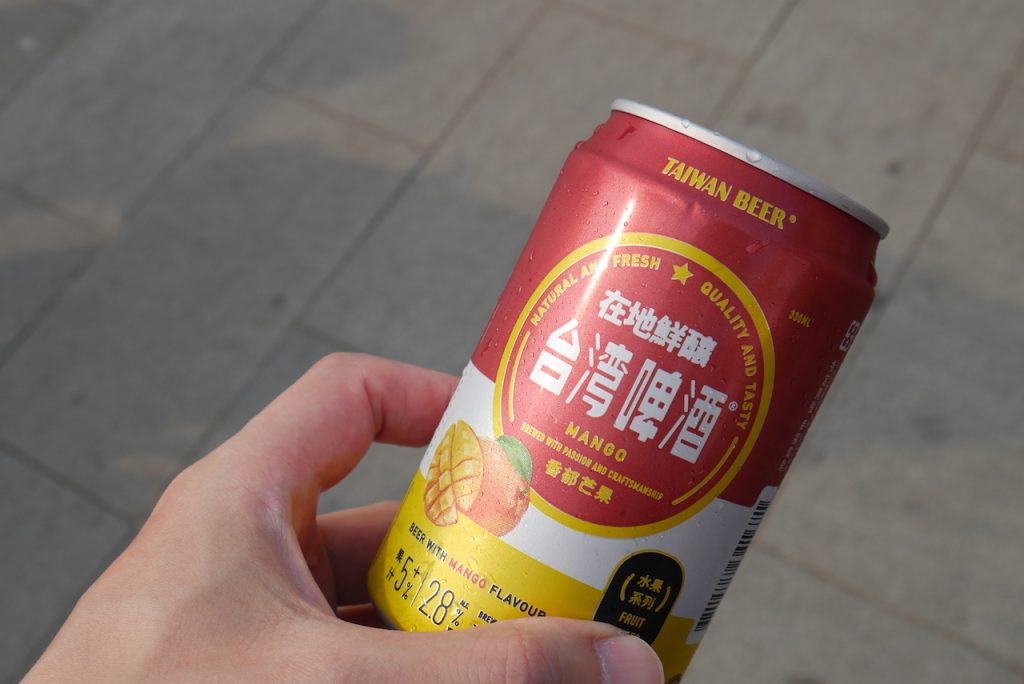 TAIWAN BEER
NATURAL AND FRESH ★ QUALITY AND TASTY
330ML
在地鮮釀
台湾啤酒®
MANGO
BREWED WITH PASSION AND CRAFTSMANSHIP
香郁芒果
BEER WITH MANGO FLAVOUR
果汁 5% + 2.8% ALC.
水果
系列
FRUIT